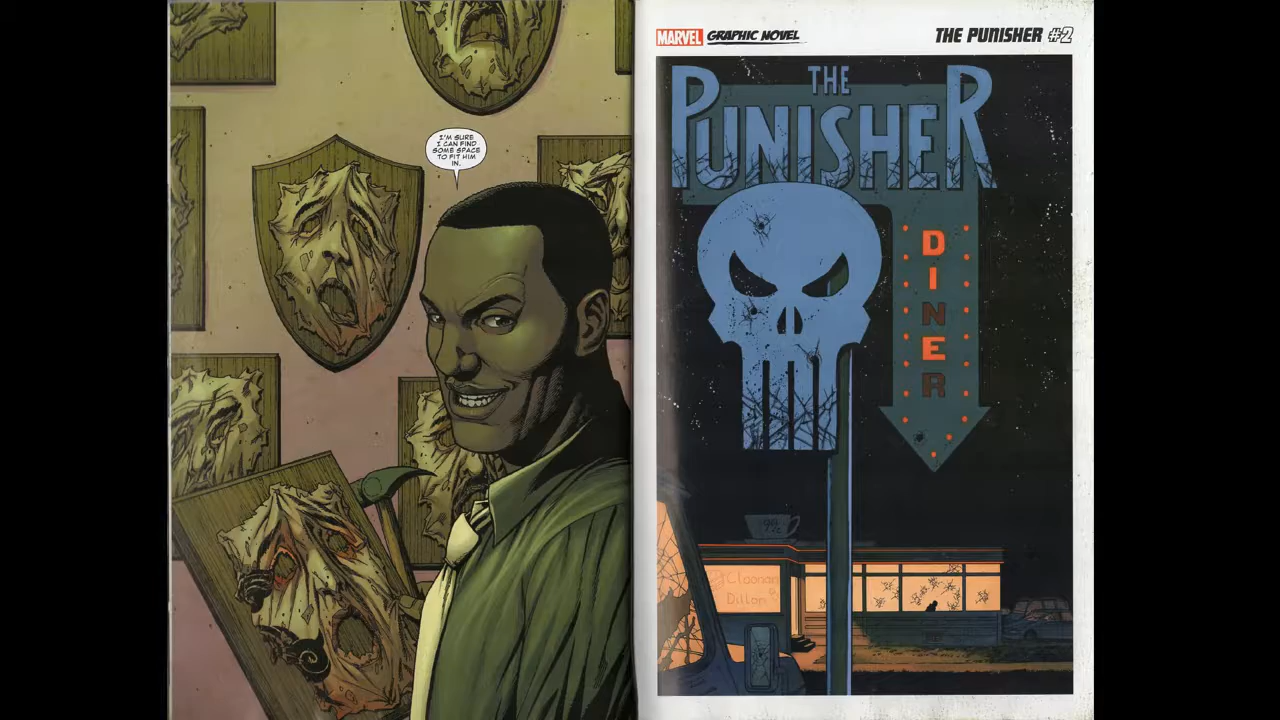 I'M SURE
I CAN FIND
SOME SPACE
TO FIT HIM
IN.
MARVEL GRAPHIC NOVEL
THE PUNISHER #2
THE
PUNISHER
DINER
Cloonan
Dillon